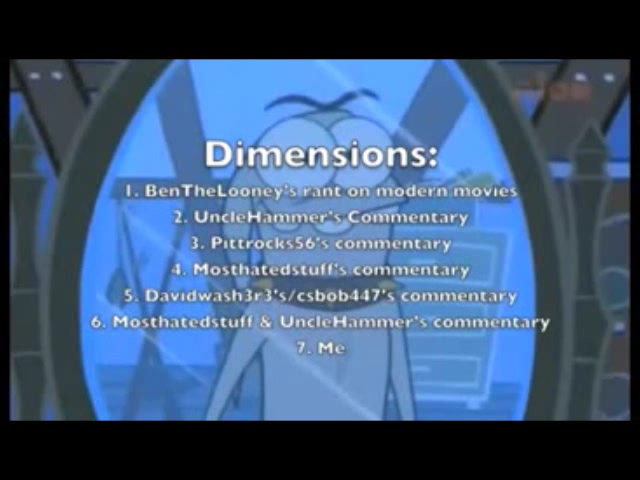 Dimensions:
1. BenTheLooney's rant on modern movies
2. UncleHammer's Commentary
3. Pittrocks56's commentary
4. Mosthatedstuff's commentary
5. Davidwash3r3's/csbob447's commentary
6. Mosthatedstuff & UncleHammer's commentary
7. Me